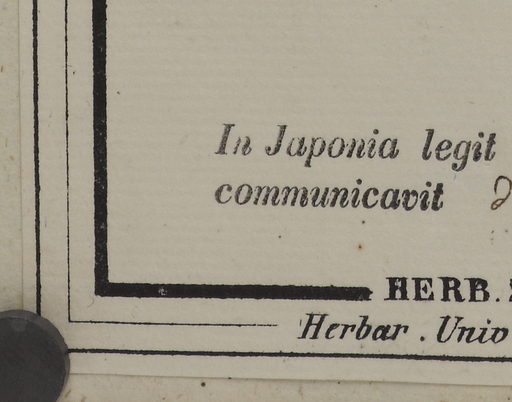 In Japonia legit
communicavit
HERB.
Herbar. Univ